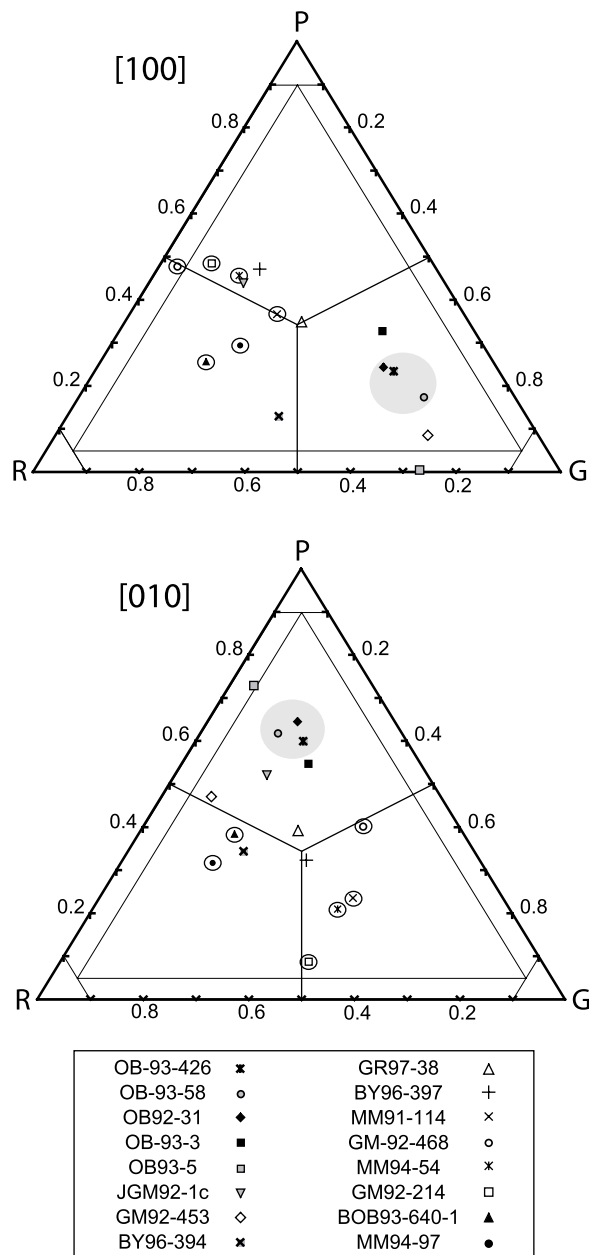 P
[100]
0.8 0.2
0.6 0.4
0.4 0.6
0.2 0.8
R G
0.8 0.6 0.4 0.2
P
[010]
0.8 0.2
0.6 0.4
0.4 0.6
0.2 0.8
R G
0.8 0.6 0.4 0.2
OB-93-426 GR97-38
OB-93-58 BY96-397
OB92-31 MM91-114
OB-93-3 GM-92-468
OB93-5 MM94-54
JGM92-1c GM92-214
GM92-453 BOB93-640-1
BY96-394 MM94-97